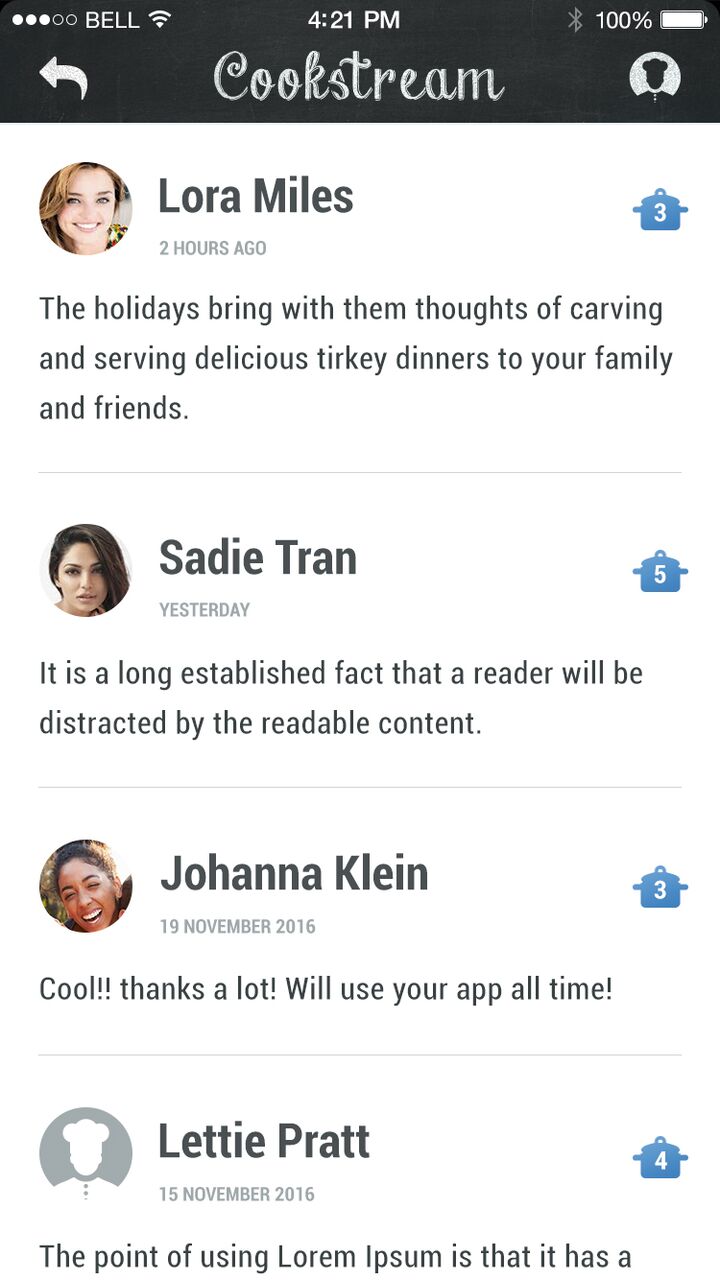 BELL 4:21 PM 100%
Cookstream
Lora Miles
3
2 HOURS AGO
The holidays bring with them thoughts of carving
and serving delicious tirkey dinners to your family
and friends.
Sadie Tran
5
YESTERDAY
It is a long established fact that a reader will be
distracted by the readable content.
Johanna Klein
3
19 NOVEMBER 2016
Cool!! thanks a lot! Will use your app all time!
Lettie Pratt
4
15 NOVEMBER 2016
The point of using Lorem Ipsum is that it has a